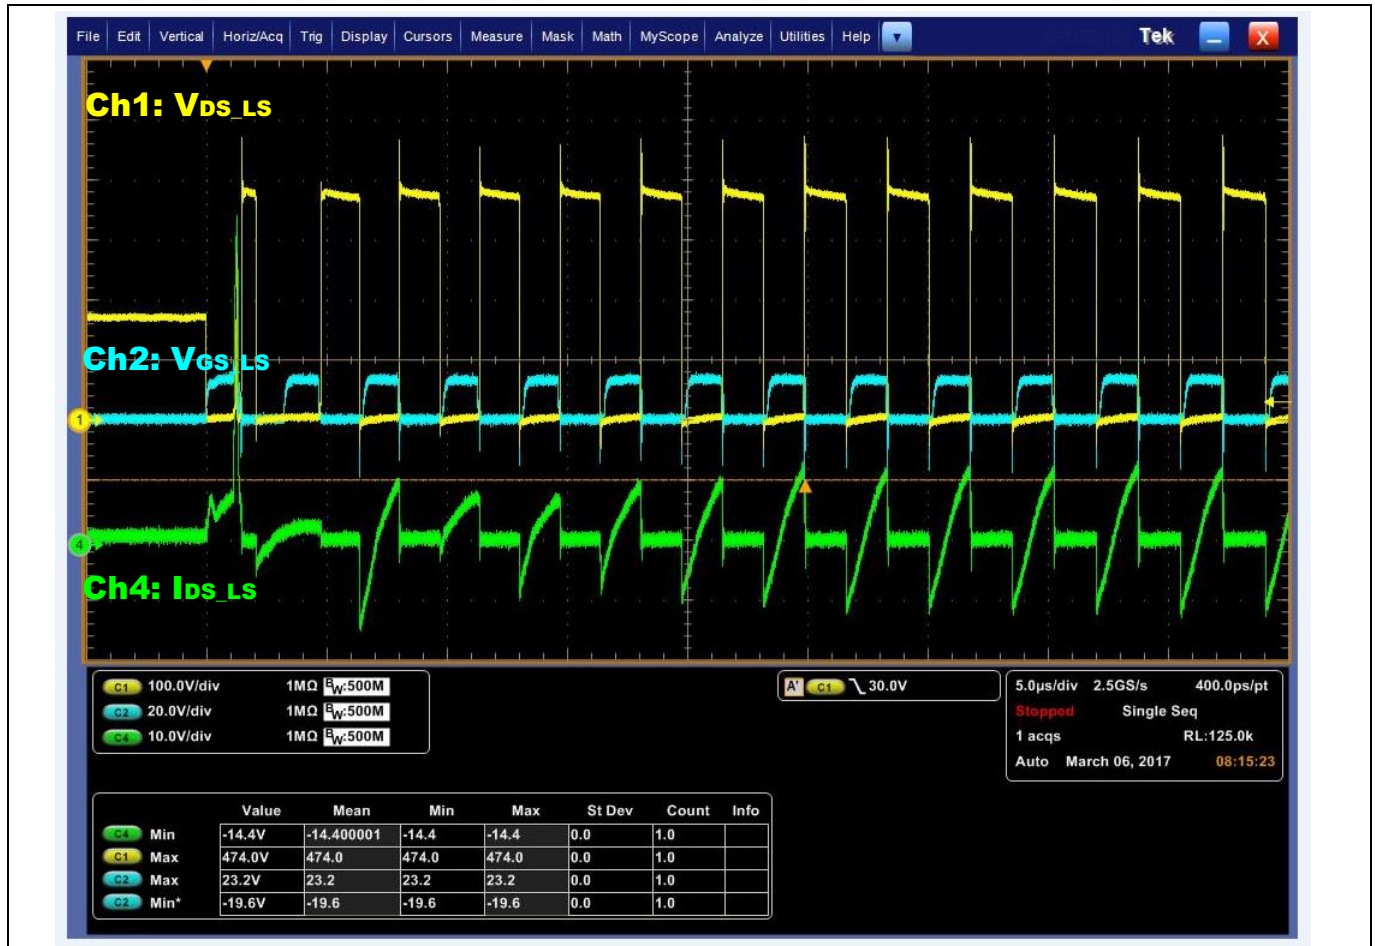 File Edit Vertical Horiz/Acq Trig Display Cursors Measure Mask Math MyScope Analyze Utilities Help Tek X
Ch1: VDS_LS
Ch2: VGS_LS
1
4
Ch4: IDS_LS
C1 100.0V/div 1MΩ BW:500M
C2 20.0V/div 1MΩ BW:500M
C4 10.0V/div 1MΩ BW:500M
A' C1 30.0V
5.0µs/div 2.5GS/s 400.0ps/pt
Stopped Single Seq
1 acqs RL:125.0k
Auto March 06, 2017 08:15:23
Value Mean Min Max St Dev Count Info
C4 Min -14.4V -14.400001 -14.4 -14.4 0.0 1.0
C1 Max 474.0V 474.0 474.0 474.0 0.0 1.0
C2 Max 23.2V 23.2 23.2 23.2 0.0 1.0
C2 Min* -19.6V -19.6 -19.6 -19.6 0.0 1.0